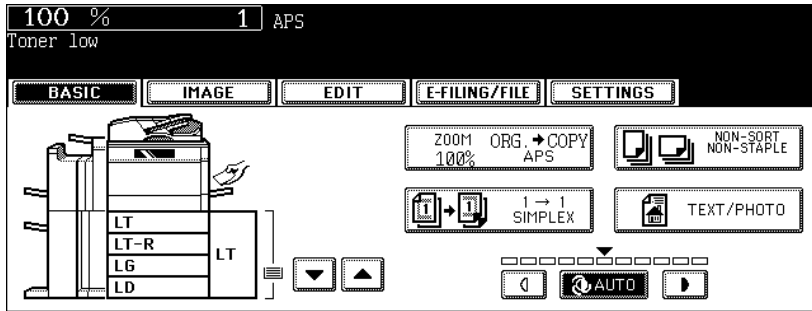 100 % 1 APS
Toner low
BASIC IMAGE EDIT E-FILING/FILE SETTINGS
ZOOM ORG.➔COPY
100% APS
NON-SORT
NON-STAPLE
1 → 1
SIMPLEX
TEXT/PHOTO
LT
LT-R
LG
LD
LT
AUTO